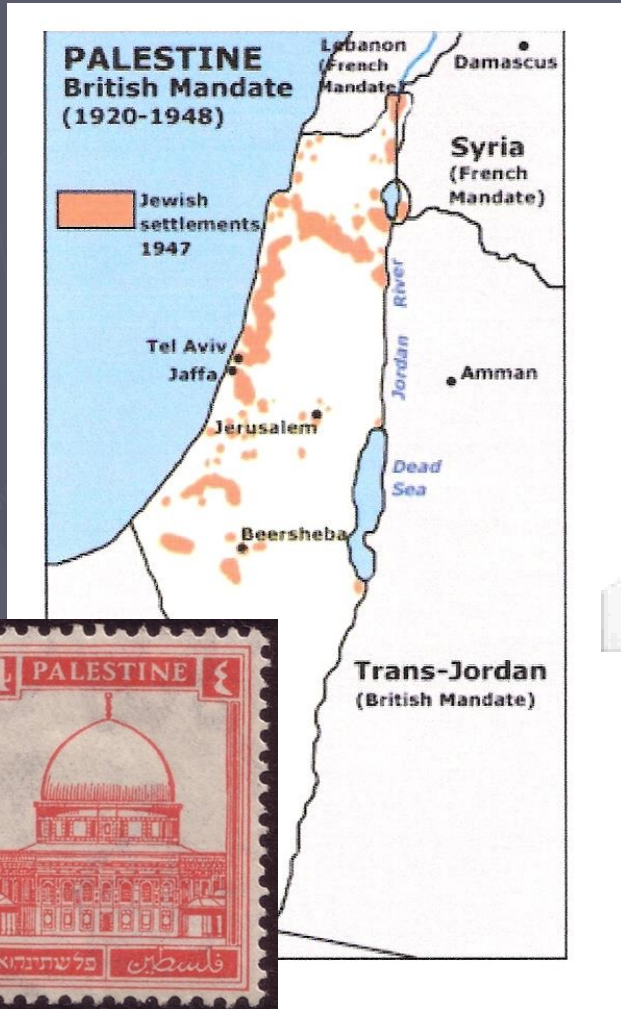 PALESTINE
British Mandate
(1920-1948)
Lebanon
(French
Mandate)
Damascus
Syria
(French
Mandate)
Jewish
settlements
1947
River
Jordan
Tel Aviv
Jaffa
Amman
Jerusalem
Dead
Sea
Beersheba
Trans-Jordan
(British Mandate)
PALESTINE ٤
فلسطين